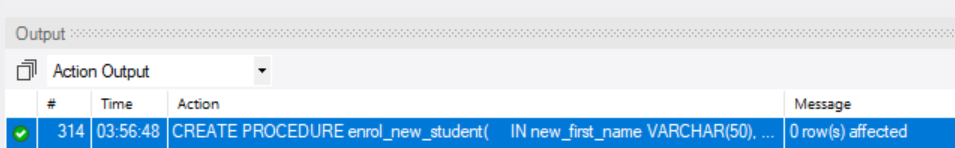 Output
Action Output
# Time Action Message
314 03:56:48 CREATE PROCEDURE enrol_new_student( IN new_first_name VARCHAR(50), ... 0 row(s) affected